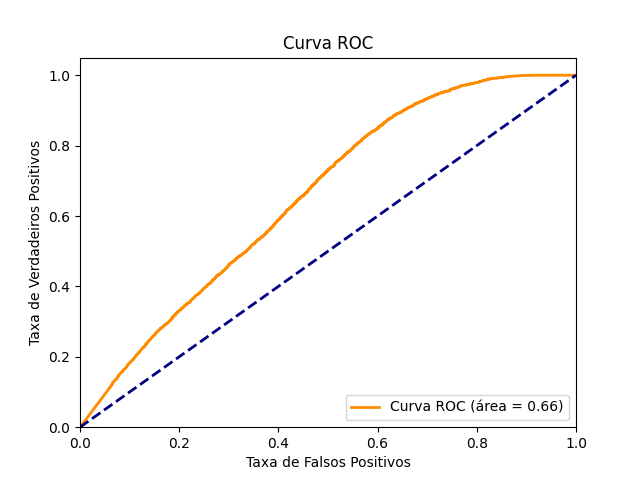 Curva ROC
1.0
0.8
0.6
0.4
0.2
0.0
Taxa de Verdadeiros Positivos
Curva ROC (área = 0.66)
0.0 0.2 0.4 0.6 0.8 1.0
Taxa de Falsos Positivos